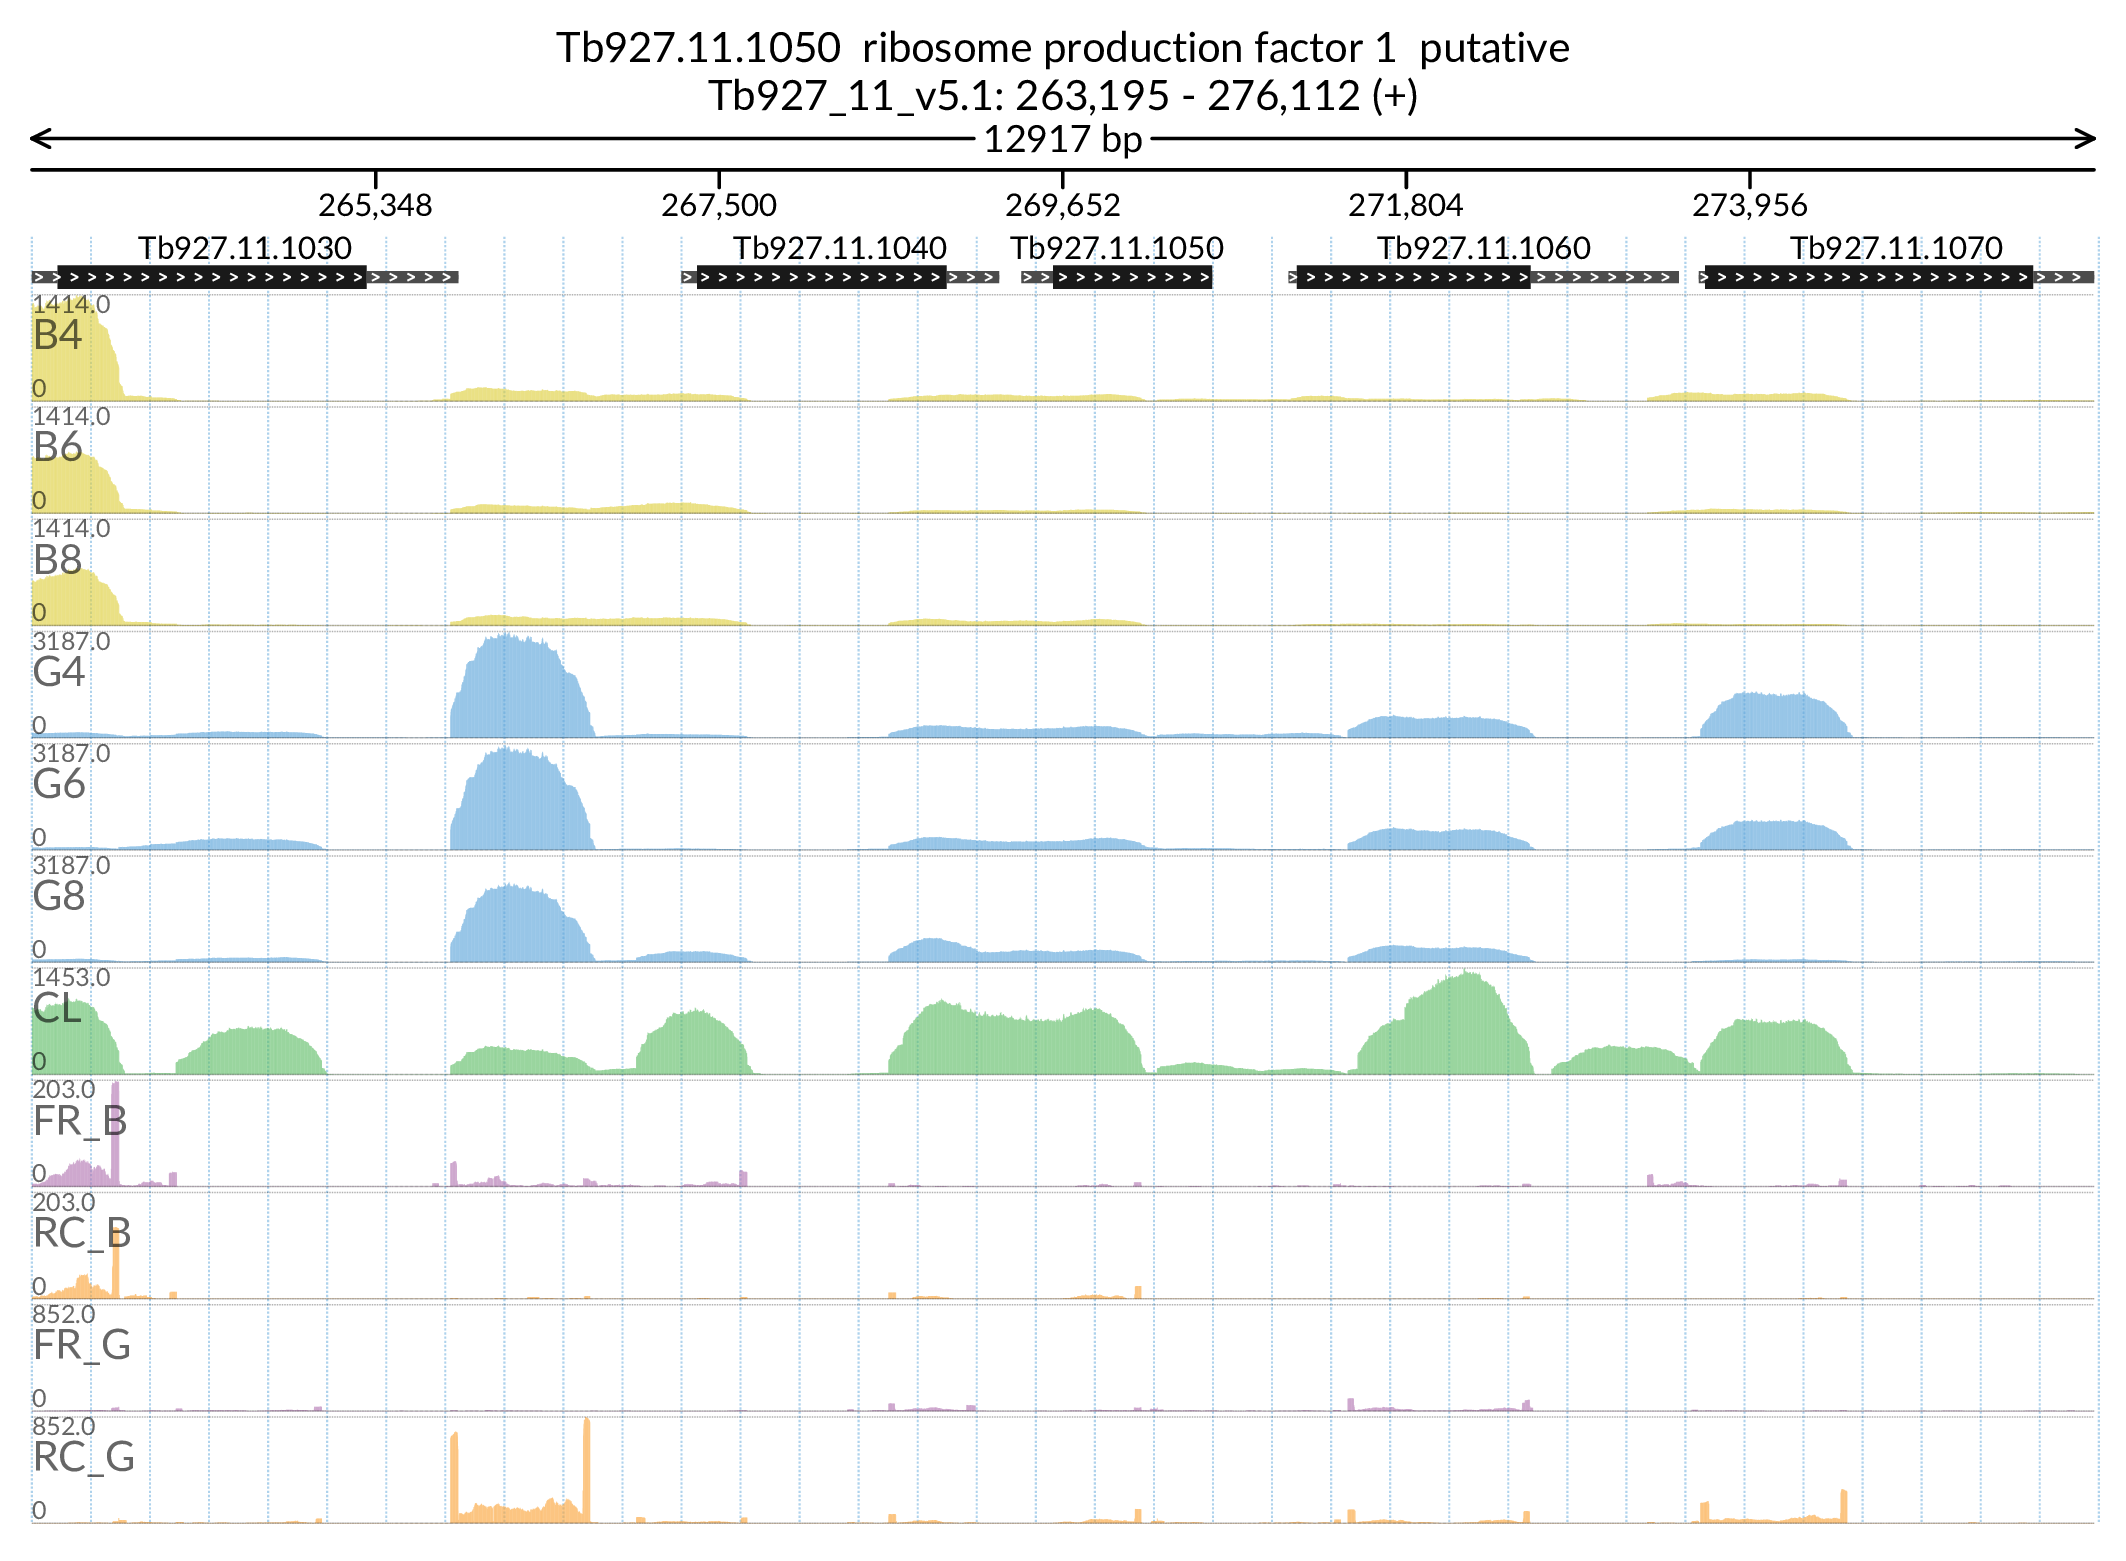 Tb927.11.1050  ribosome production factor 1  putative
Tb927_11_v5.1: 263,195 - 276,112 (+)
12917 bp
265,348 267,500 269,652 271,804 273,956
Tb927.11.1030 Tb927.11.1040 Tb927.11.1050 Tb927.11.1060 Tb927.11.1070
1414.0
B4
0
1414.0
B6
0
1414.0
B8
0
3187.0
G4
0
3187.0
G6
0
3187.0
G8
0
1453.0
CL
0
203.0
FR_B
0
203.0
RC_B
0
852.0
FR_G
0
852.0
RC_G
0